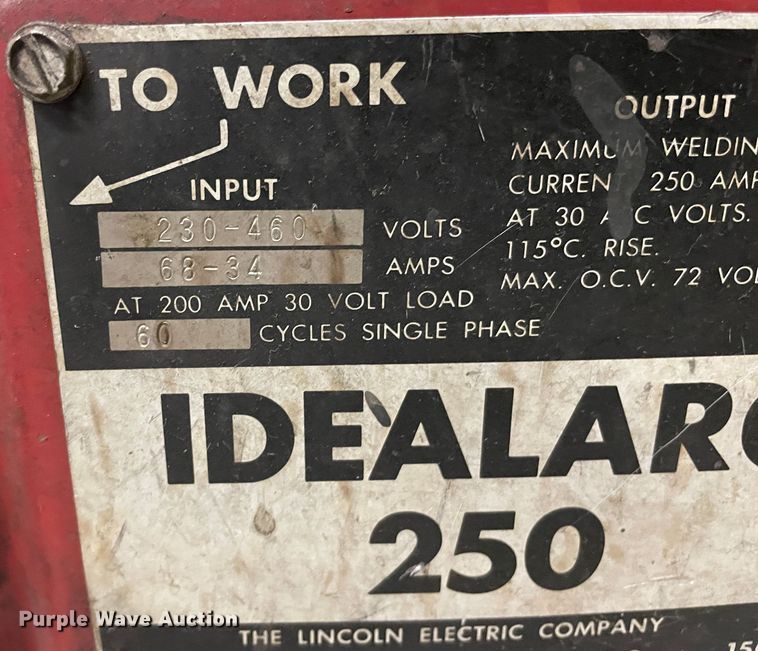 TO WORK
INPUT
230-460 VOLTS
68-34 AMPS
AT 200 AMP 30 VOLT LOAD
60 CYCLES SINGLE PHASE
OUTPUT
MAXIMUM WELDIN
CURREN 250 AMP
AT 30 A C VOLTS.
115°C. RISE.
MAX. O.C.V. 72 VOL
IDEALARC
250
THE LINCOLN ELECTRIC COMPANY
Purple Wave Auction